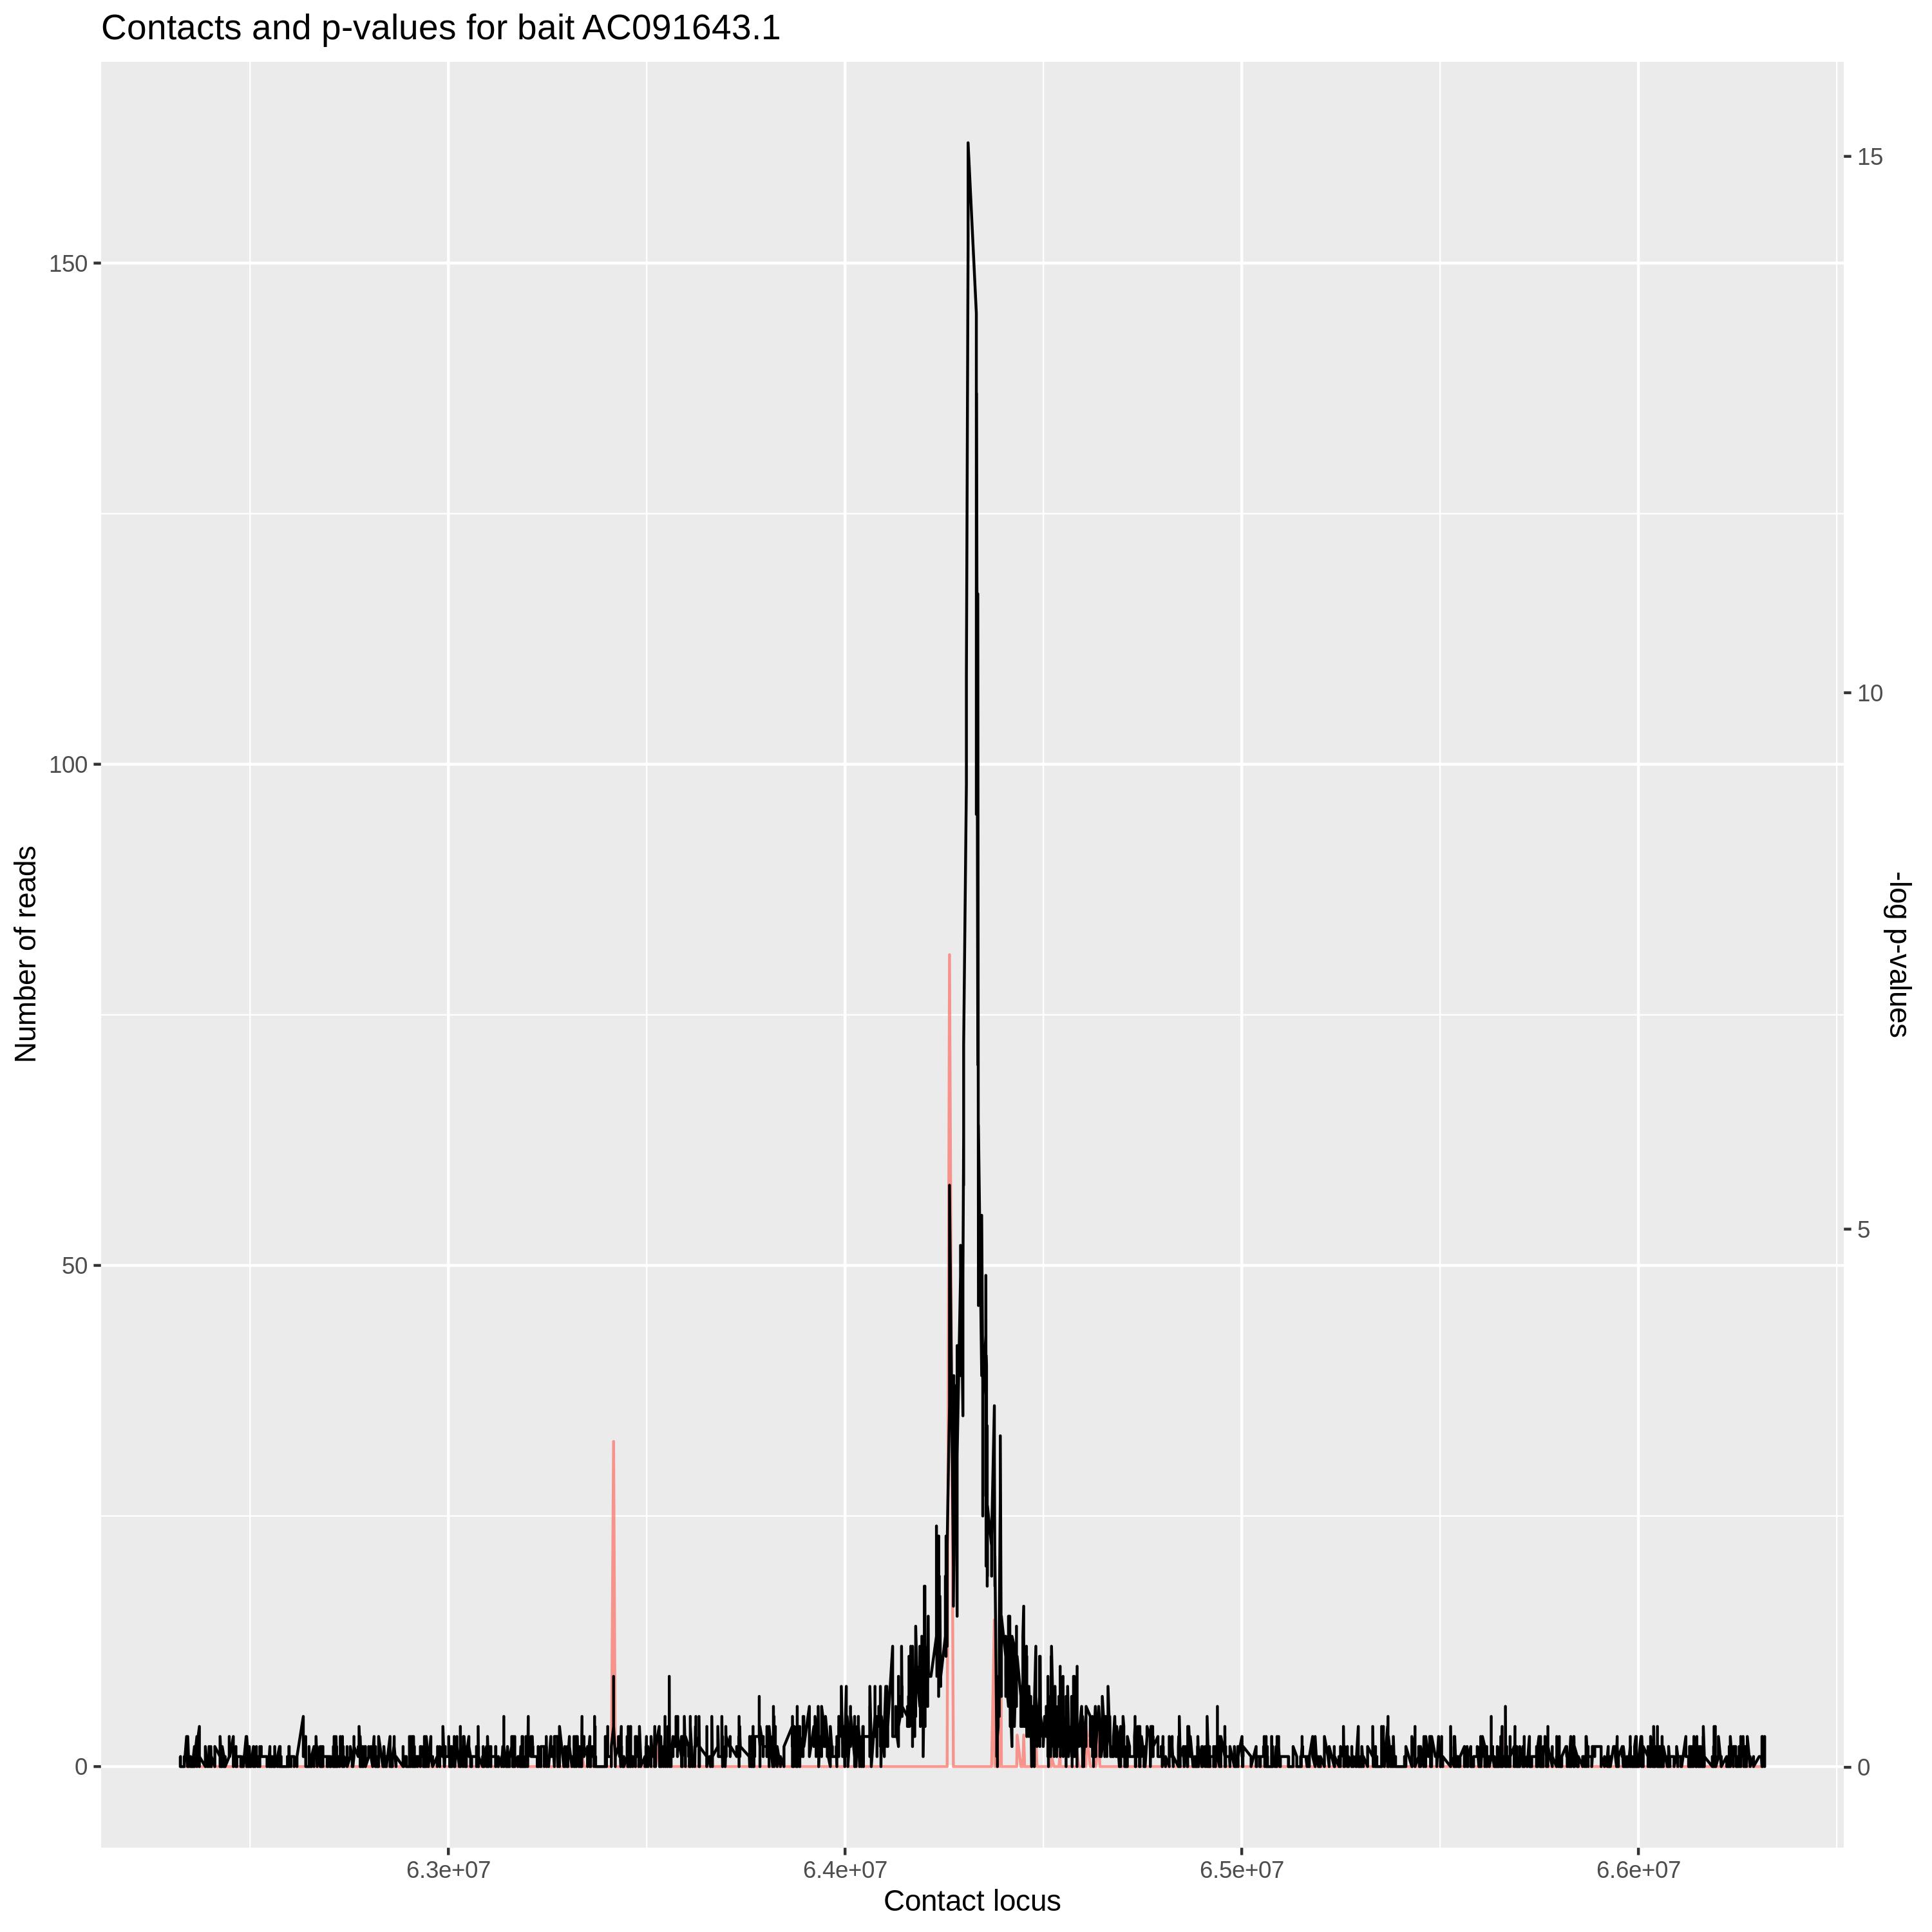 Contacts and p-values for bait AC091643.1
150
100
50
0
15
10
5
0
Number of reads
-log p-values
6.3e+07
6.4e+07
6.5e+07
6.6e+07
Contact locus